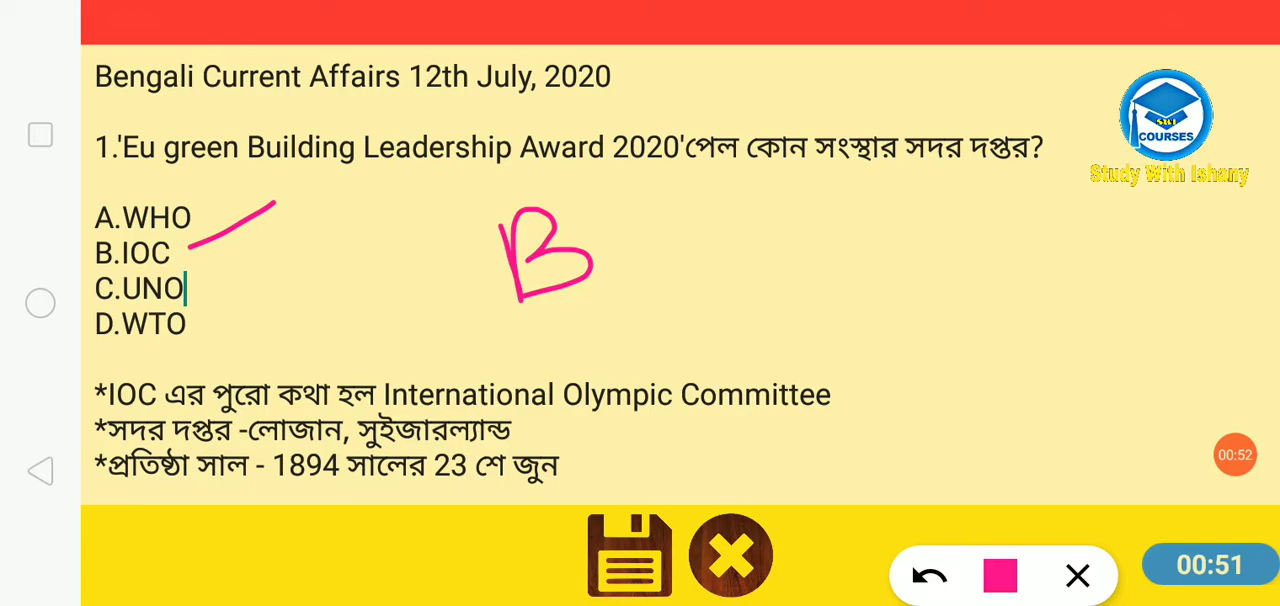 Bengali Current Affairs 12th July, 2020
1.'Eu green Building Leadership Award 2020'পেল কোন সংস্থার সদর দপ্তর?
A.WHO
B.IOC
C.UNO
D.WTO
B
*IOC এর পুরো কথা হল International Olympic Committee
*সদর দপ্তর -লোজান, সুইজারল্যান্ড
*প্রতিষ্ঠা সাল - 1894 সালের 23 শে জুন
SWI
COURSES
Study With Ishany
00:52
00:51